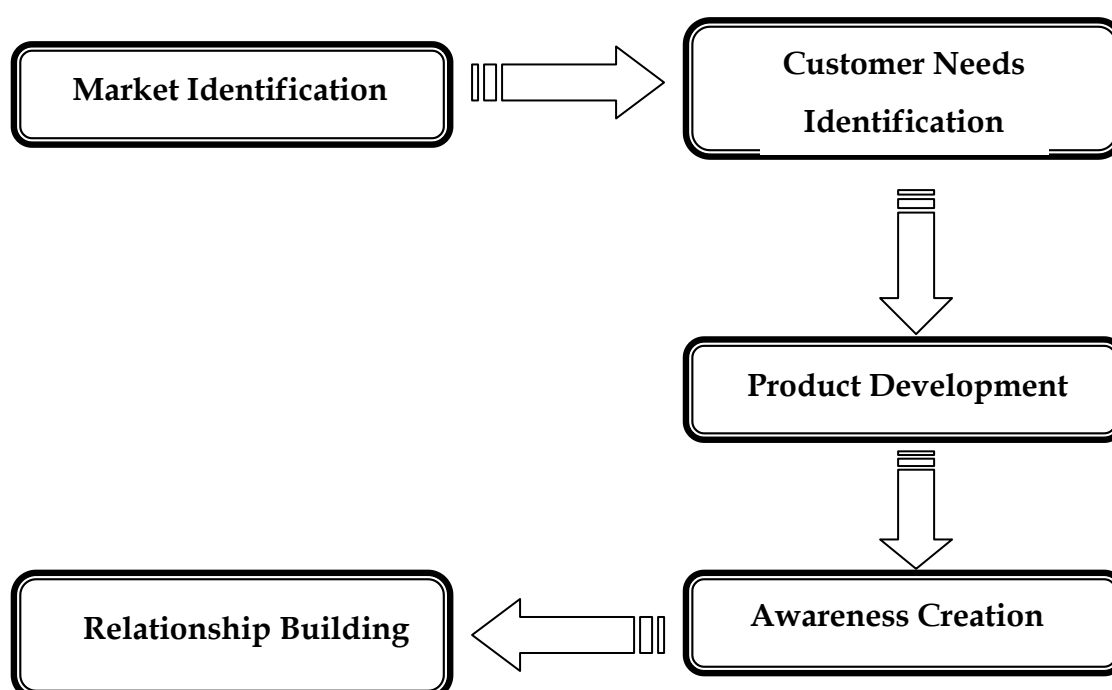 Market Identification
Customer Needs
Identification
Product Development
Awareness Creation
Relationship Building